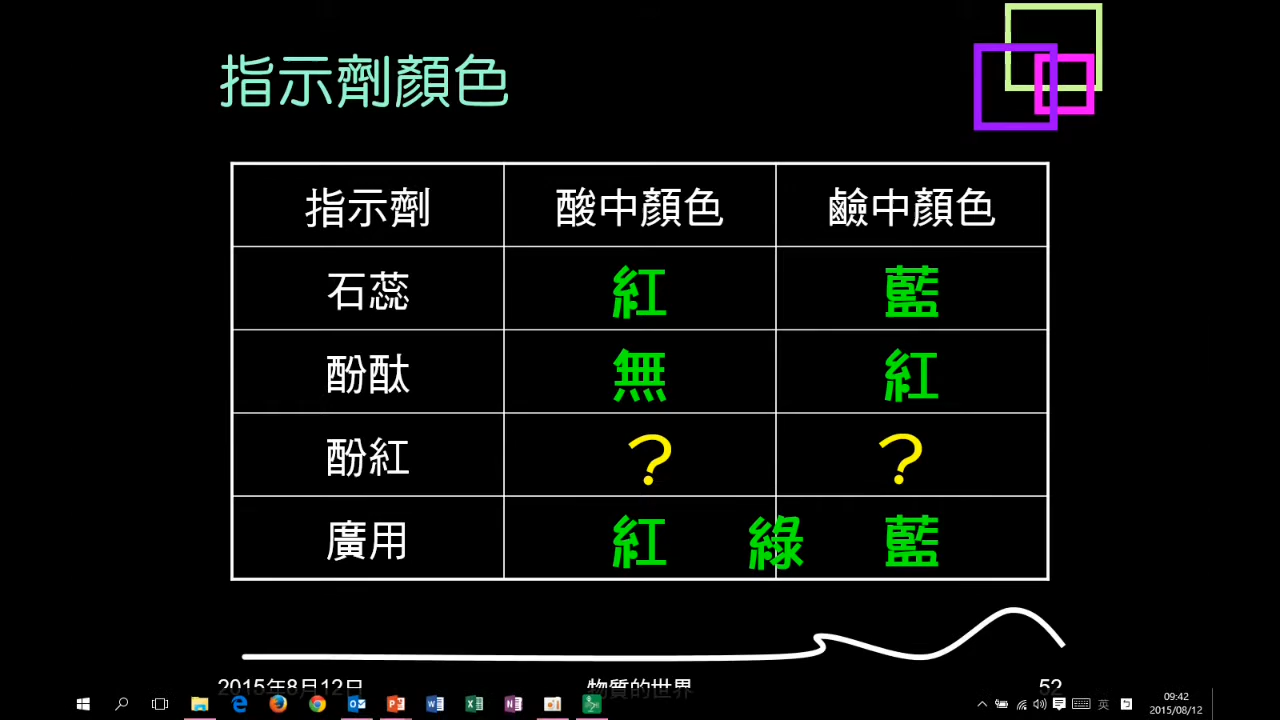 指示劑顏色
指示劑 酸中顏色 鹼中顏色
石蕊 紅 藍
酚酞 無 紅
酚紅 ? ?
廣用 紅 綠 藍
2015年8月12日 物質的世界 52
英
09:42
2015/08/12